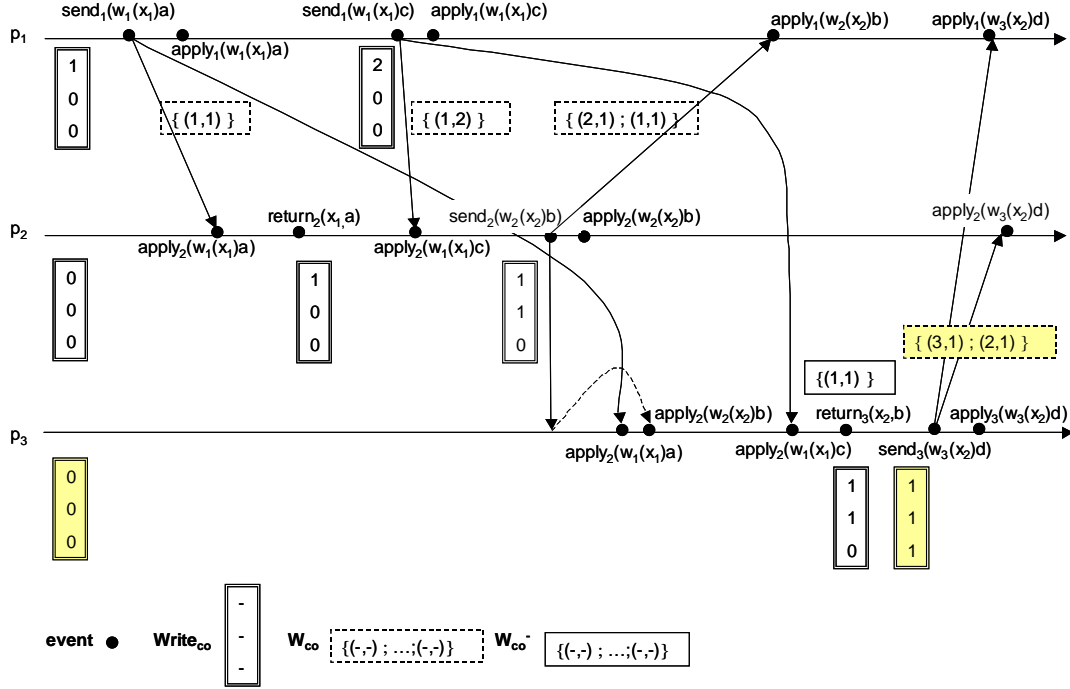 send₁(w₁(x₁)a) send₁(w₁(x₁)c) apply₁(w₁(x₁)c) apply₁(w₂(x₂)b) apply₁(w₃(x₂)d)
p₁
apply₁(w₁(x₁)a)
1
0
0
2
0
0
{ (1,1) }
{ (1,2) }
{ (2,1) ; (1,1) }
return₂(x₁,a) send₂(w₂(x₂)b) apply₂(w₂(x₂)b) apply₂(w₃(x₂)d)
p₂
apply₂(w₁(x₁)a) apply₂(w₁(x₁)c)
0
0
0
1
0
0
1
1
0
{ (3,1) ; (2,1) }
{(1,1) }
apply₂(w₂(x₂)b) return₃(x₂,b) apply₃(w₃(x₂)d)
p₃
apply₂(w₁(x₁)a) apply₂(w₁(x₁)c) send₃(w₃(x₂)d)
0
0
0
1
1
0
1
1
1
event Write_co
-
-
-
W_co {(-,-) ; …;(-,-)} W_co⁻ {(-,-) ; …;(-,-)}